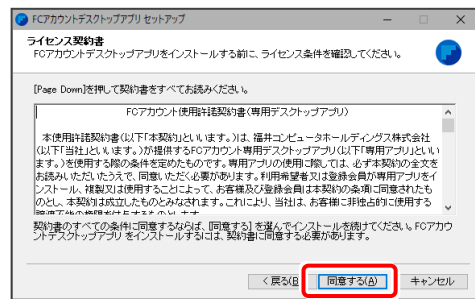 FCアカウントデスクトップアプリ セットアップ
ライセンス契約書
FCアカウントデスクトップアプリをインストールする前に、ライセンス条件を確認してください。
[Page Down]を押して契約書をすべてお読みください。
FCアカウント使用許諾契約書(専用デスクトップアプリ)
本使用許諾契約書(以下「本契約」といいます。)は、福井コンピュータホールディングス株式会社
(以下「当社」といいます。)が提供するFCアカウント専用デスクトップアプリ(以下「専用アプリ」といい
ます。)を使用する際の条件を定めたものです。専用アプリの使用に際しては、必ず本契約の全文を
お読みいただいたうえで、同意いただく必要があります。利用希望者又は登録会員が専用アプリをイ
ンストール、複製又は使用することによって、お客様及び登録会員は本契約の条項に同意されたも
のとし、本契約は成立したものとみなされます。これにより、当社は、お客様に非独占的に使用する
契約書のすべての条件に同意するならば、[同意する] を選んでインストールを続けてください。 FCアカウ
ントデスクトップアプリ をインストールするには、契約書に同意する必要があります。
< 戻る(B
同意する(A)
キャンセル